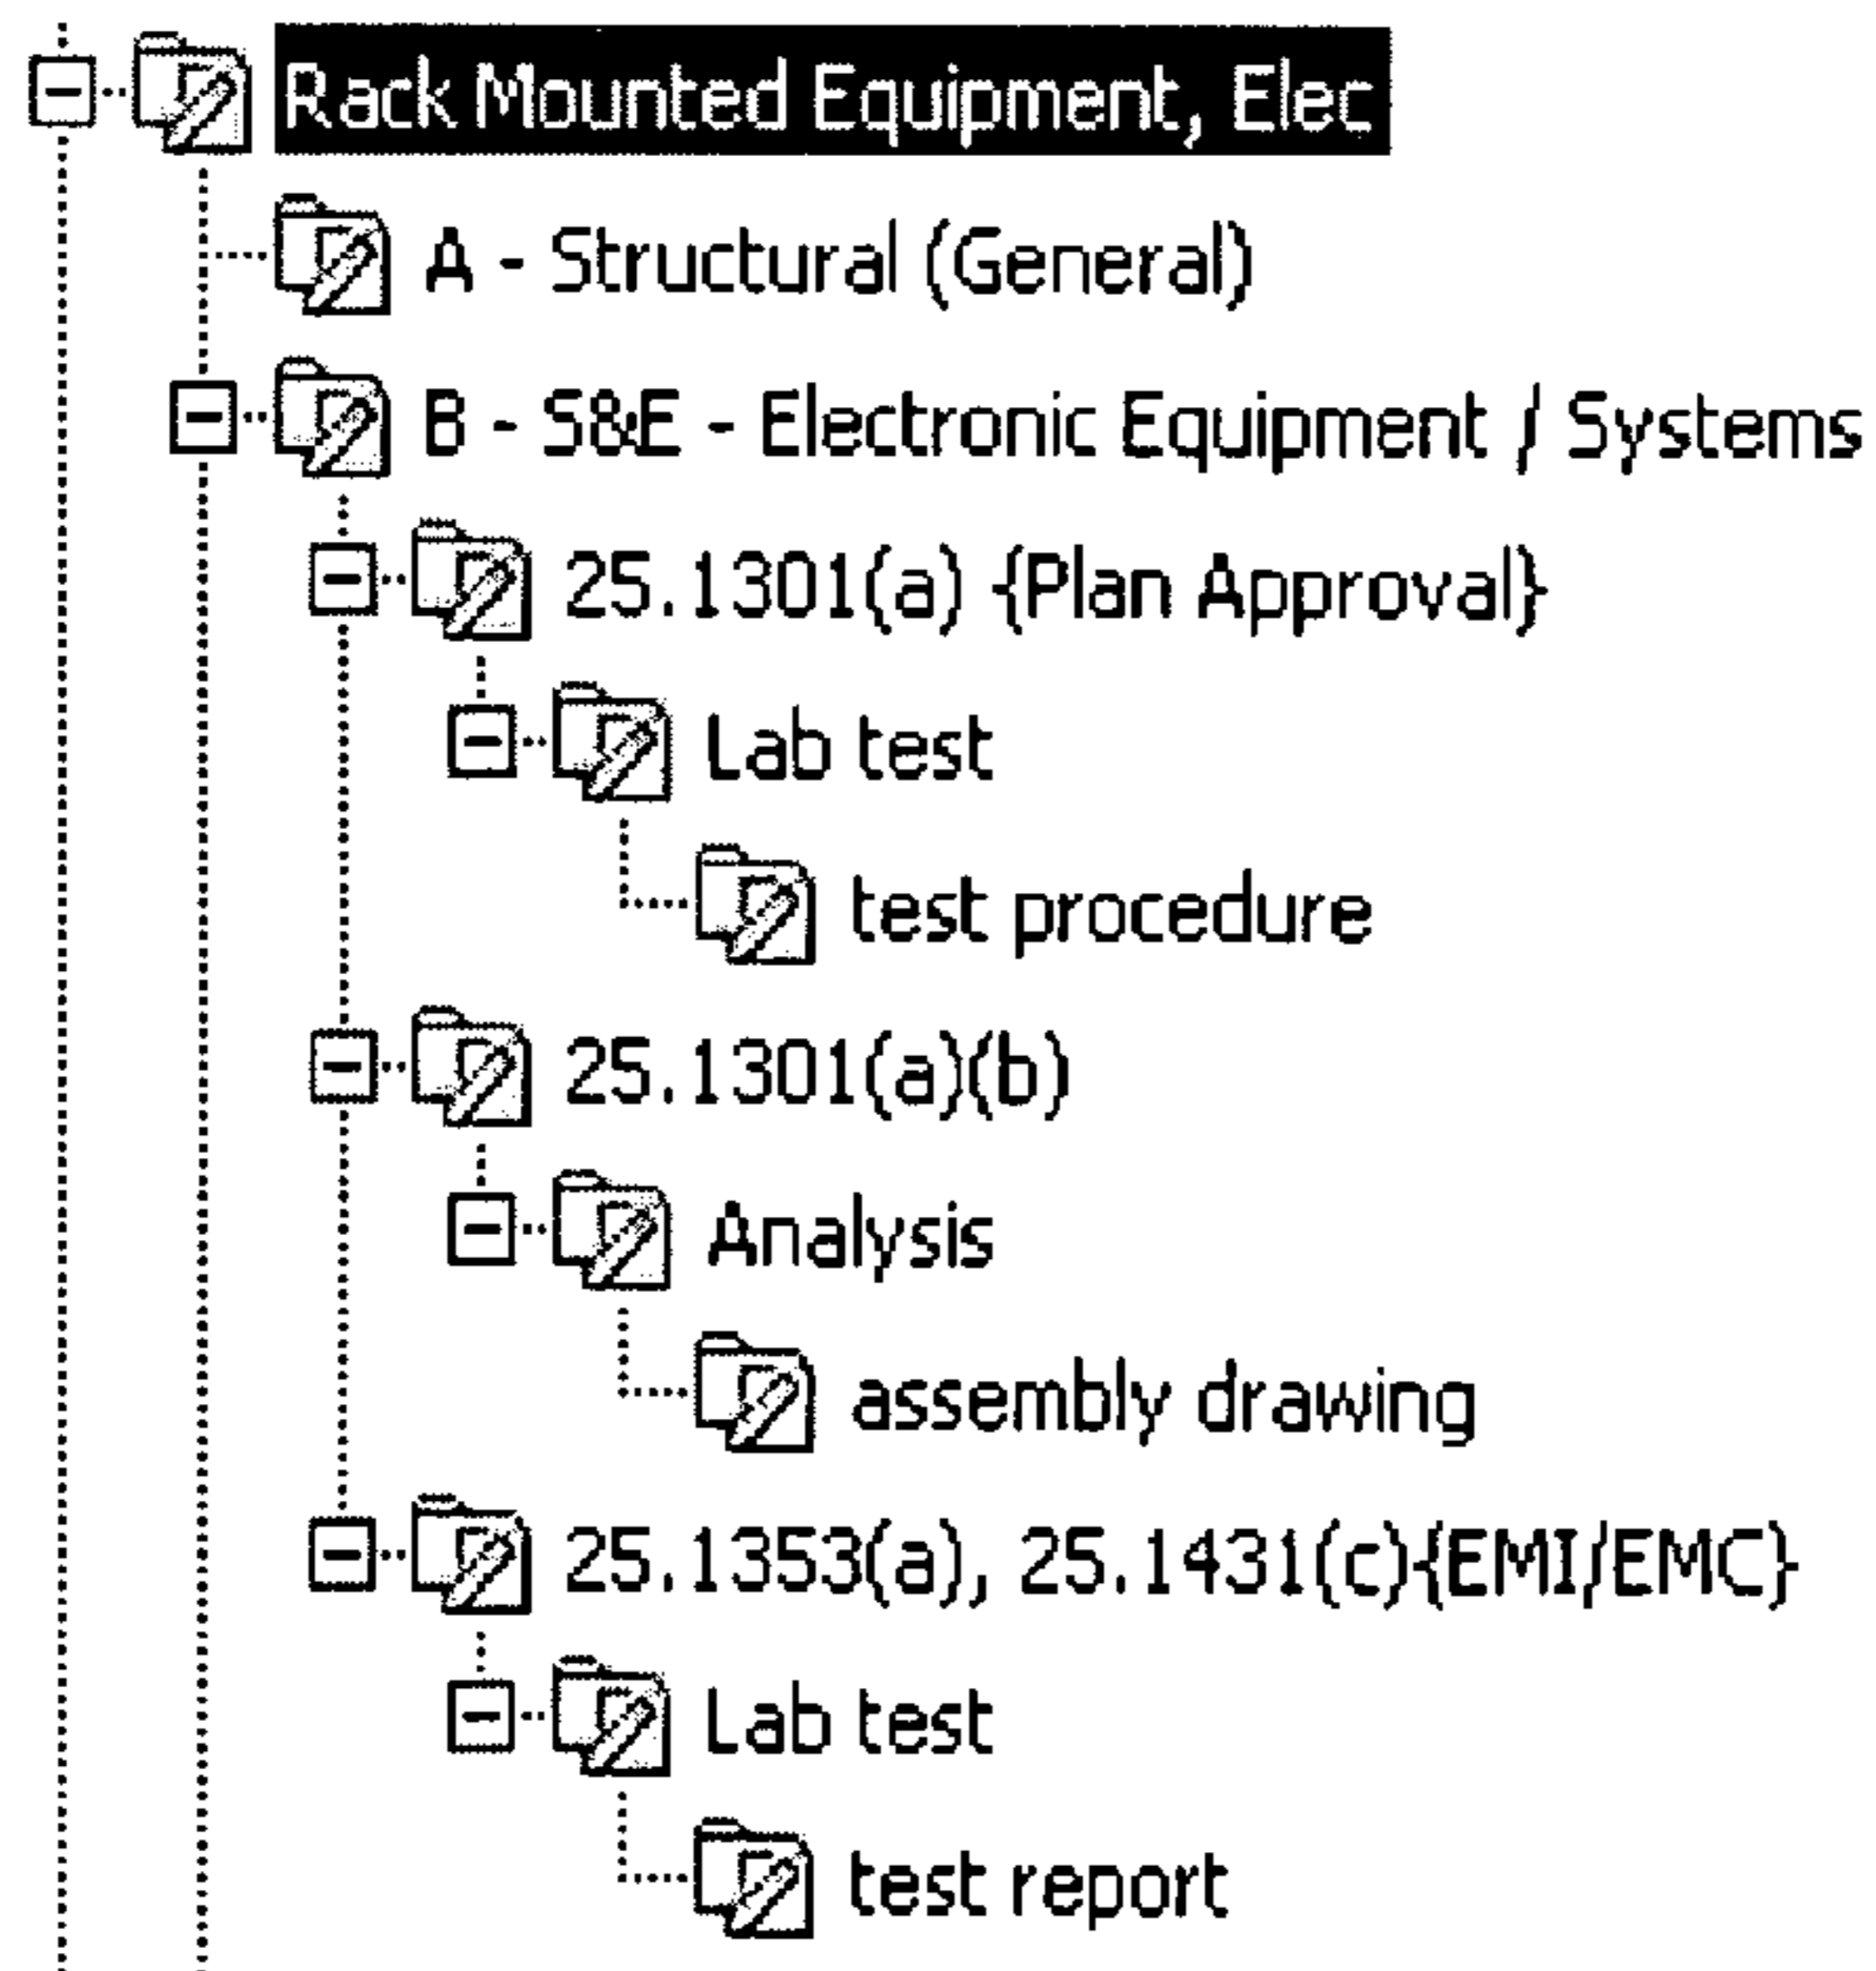 Rack Mounted Equipment, Elec
A - Structural (General)
B - S&E - Electronic Equipment / Systems
25.1301(a) {Plan Approval}
Lab test
test procedure
25.1301(a)(b)
Analysis
assembly drawing
25.1353(a), 25.1431(c){EMI/EMC}
Lab test
test report